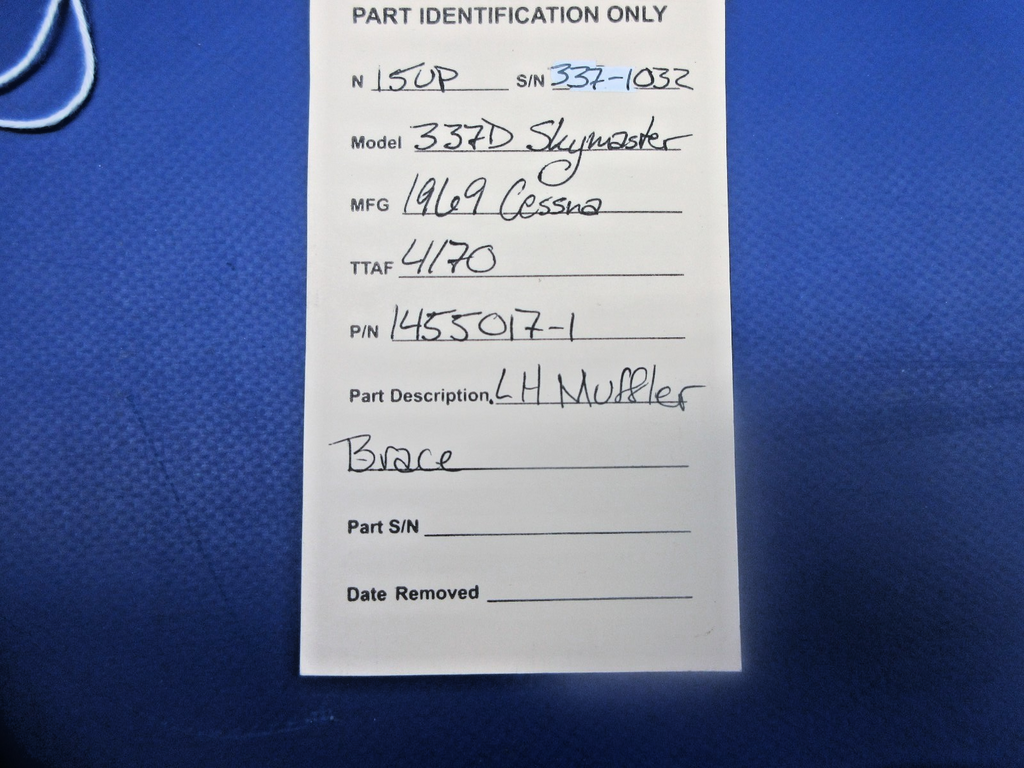 PART IDENTIFICATION ONLY
N 15UP S/N 337-1032
Model 337D Skymaster
MFG 1969 Cessna
TTAF 4170
P/N 1455017-1
Part Description. LH Muffler
Brace
Part S/N
Date Removed